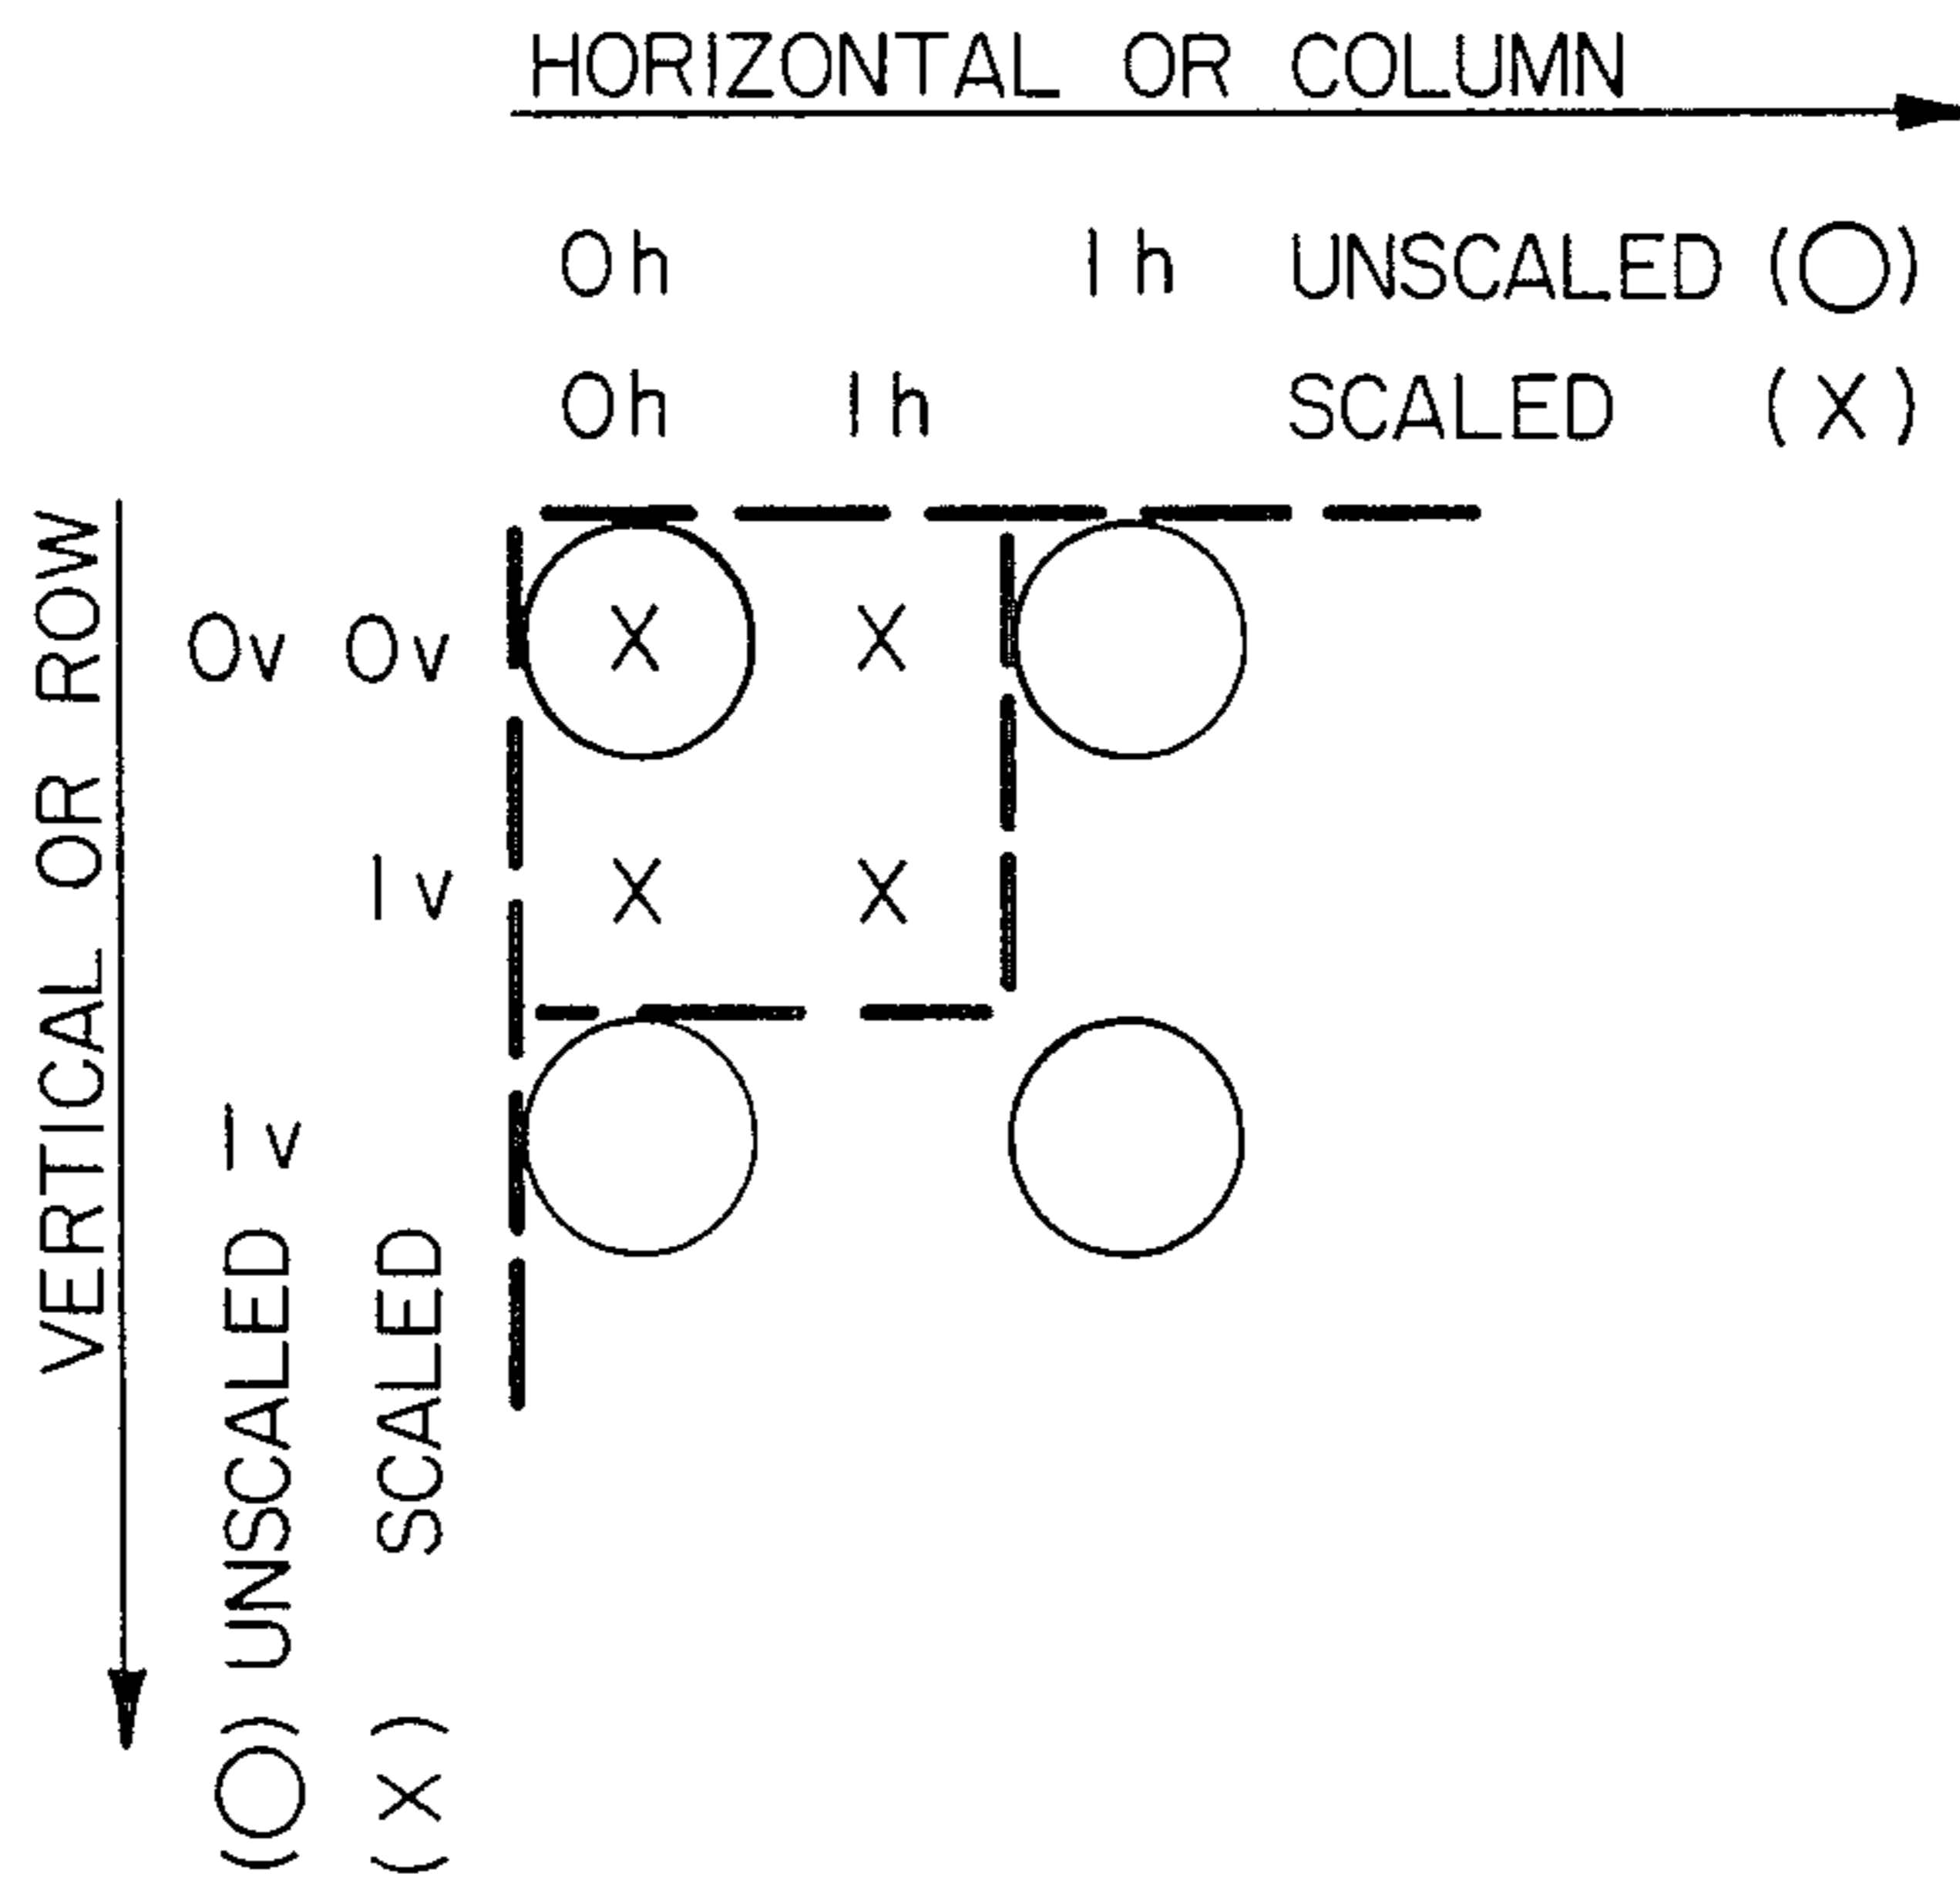 HORIZONTAL OR COLUMN
0h 1h UNSCALED (○)
0h 1h SCALED (X)
VERTICAL OR ROW
0v 0v
X X
1v
X X
1v
(○) UNSCALED
(X) SCALED